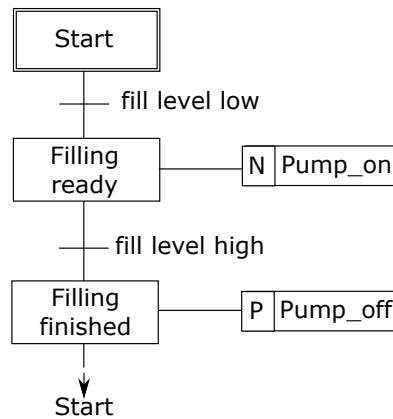 Start
fill level low
Filling
ready
N Pump_on
fill level high
Filling
finished
P Pump_off
Start